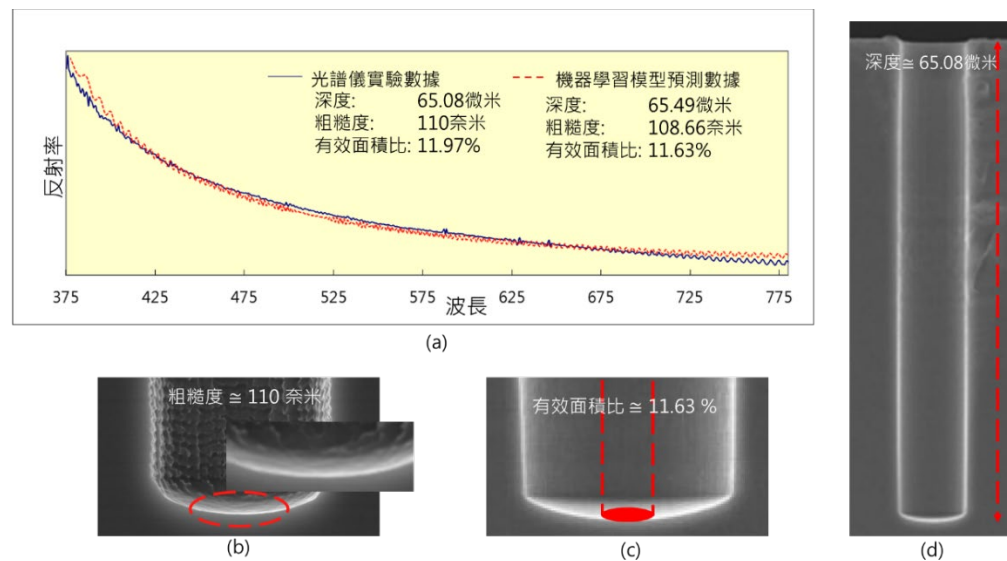 光譜儀實驗數據
深度: 65.08微米
粗糙度: 110奈米
有效面積比: 11.97%
機器學習模型預測數據
深度: 65.49微米
粗糙度: 108.66奈米
有效面積比: 11.63%
反射率
375 425 475 525 575 625 675 725 775
波長
(a)
粗糙度 ≅ 110 奈米
(b)
有效面積比 ≅ 11.63 %
(c)
深度≅ 65.08微米
(d)